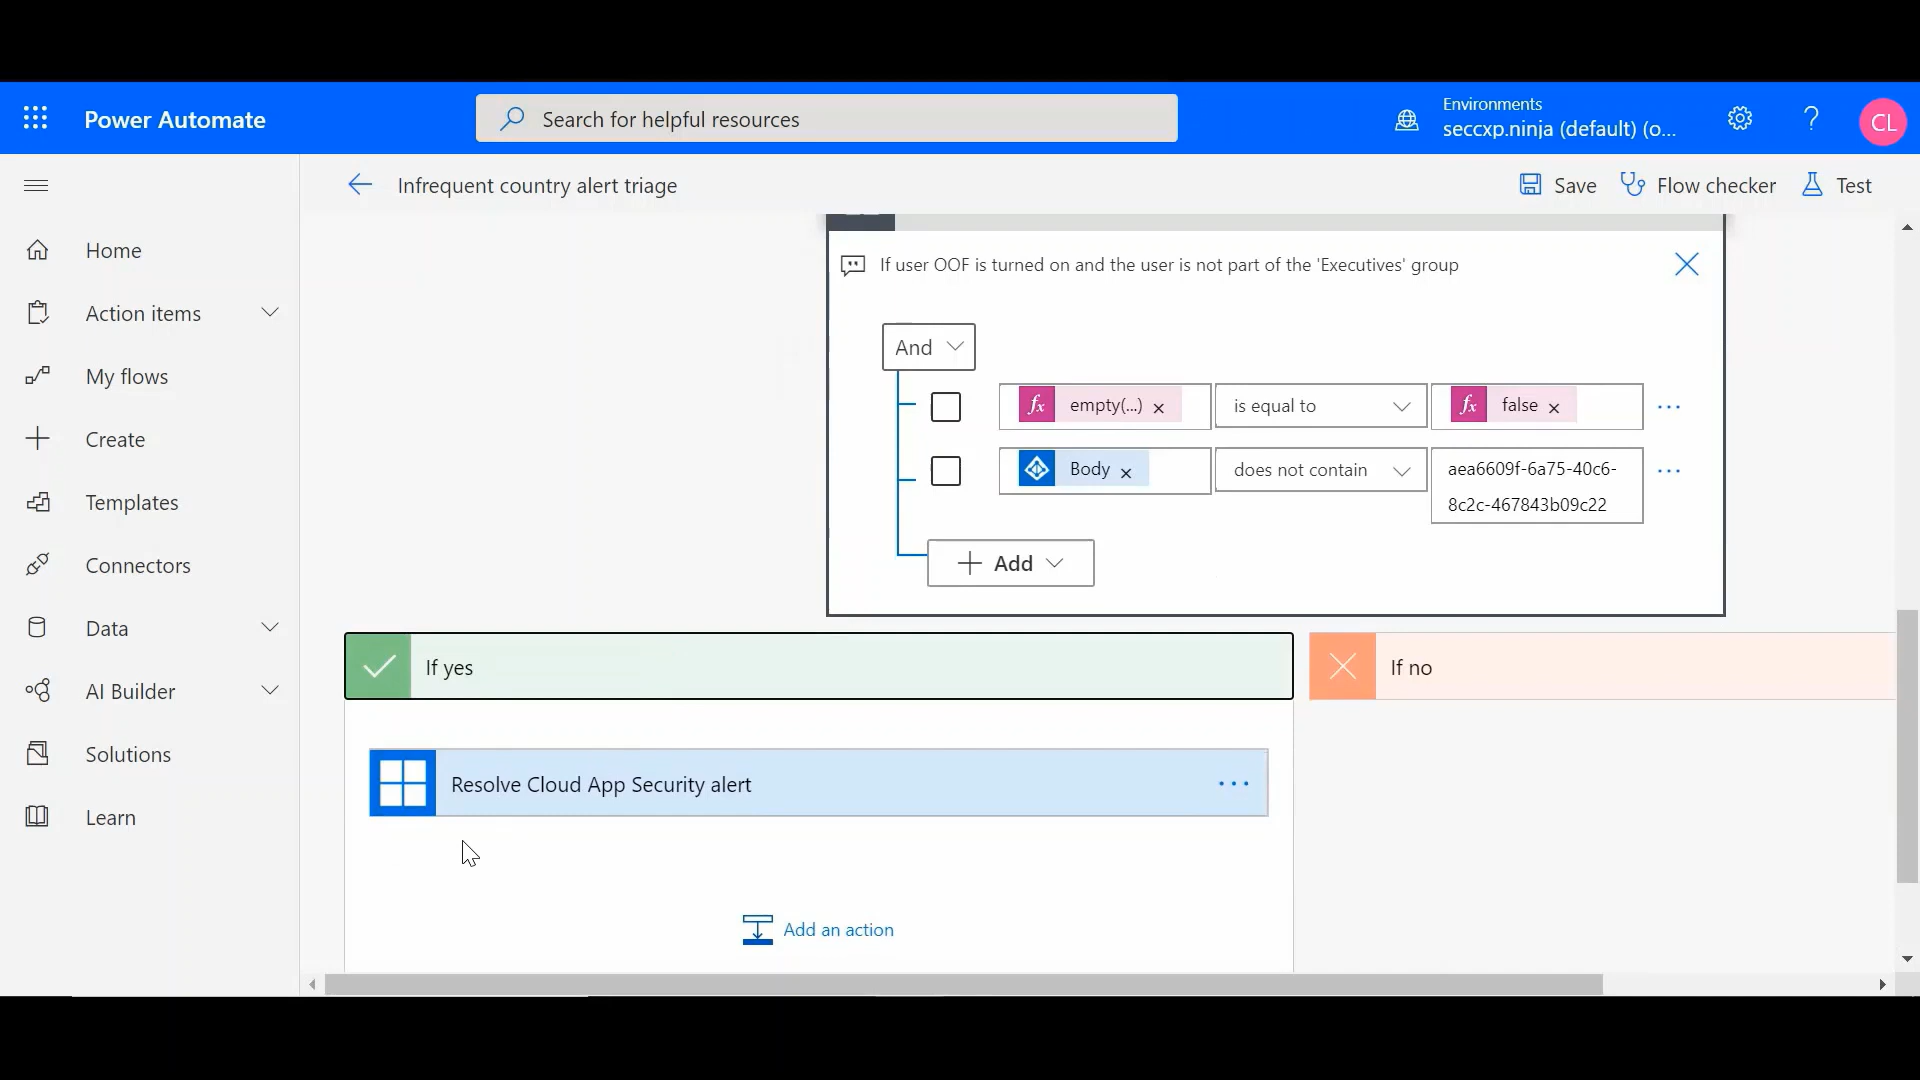 Power Automate
Search for helpful resources
Environments
seccxp.ninja (default) (o...
?
CL
Infrequent country alert triage
Save
Flow checker
Test
Home
Action items
My flows
Create
Templates
Connectors
Data
AI Builder
Solutions
Learn
If user OOF is turned on and the user is not part of the 'Executives' group
And
fx empty(...) × is equal to fx false × ...
Body × does not contain aea6609f-6a75-40c6-
8c2c-467843b09c22 ...
+ Add
If yes
If no
Resolve Cloud App Security alert ...
Add an action